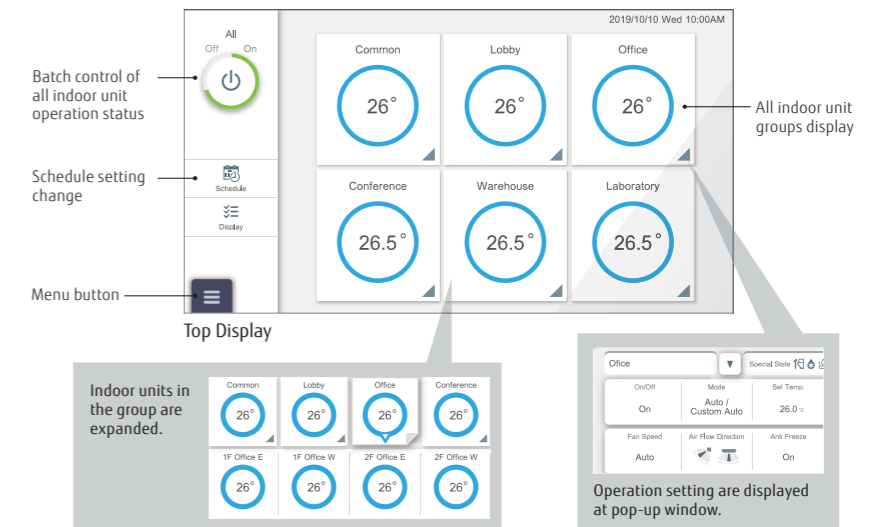 2019/10/10 Wed 10:00AM
All
Off On
Batch control of
all indoor unit
operation status
Schedule setting
change
Schedule
Display
Menu button
Common
Lobby
Office
26°
26°
26°
All indoor unit
groups display
Conference
Warehouse
Laboratory
26.5°
26.5°
26.5°
Top Display
Indoor units in
the group are
expanded.
Common
Lobby
Office
Conference
26°
26°
26°
26°
1F Office E
1F Office W
2F Office E
2F Office W
26°
26°
26°
26°
Ofice
Special State
On/Off
Mode
Set Temp.
On
Auto /
Custom Auto
26.0 °C
Fan Speed
Air Flow Direction
Anti Freeze
Auto
On
Operation setting are displayed
at pop-up window.